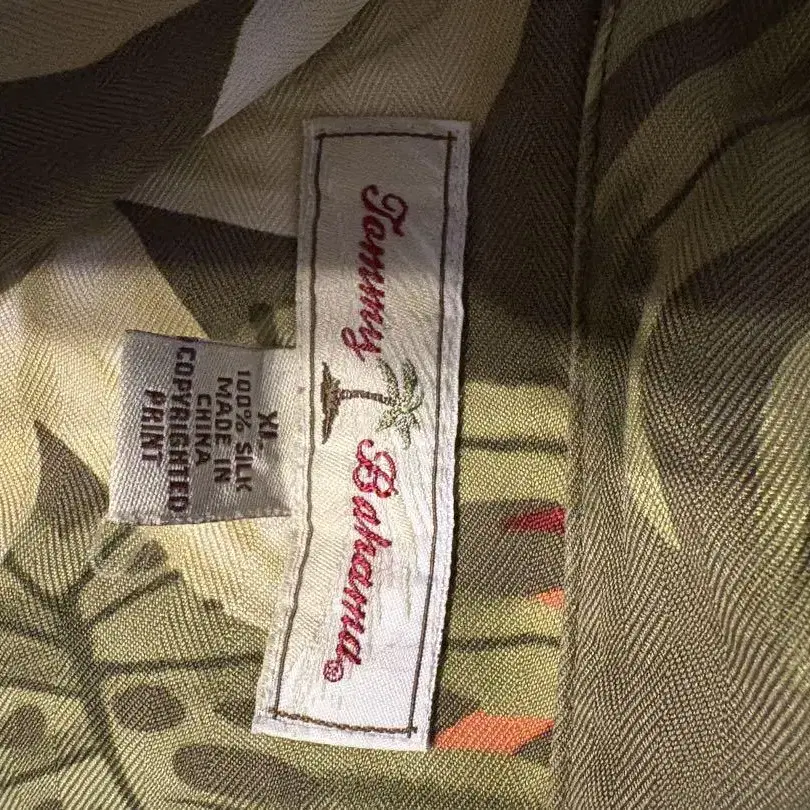 Tommy Bahama®
XL
100% SILK
MADE IN
CHINA
COPYRIGHTED
PRINT